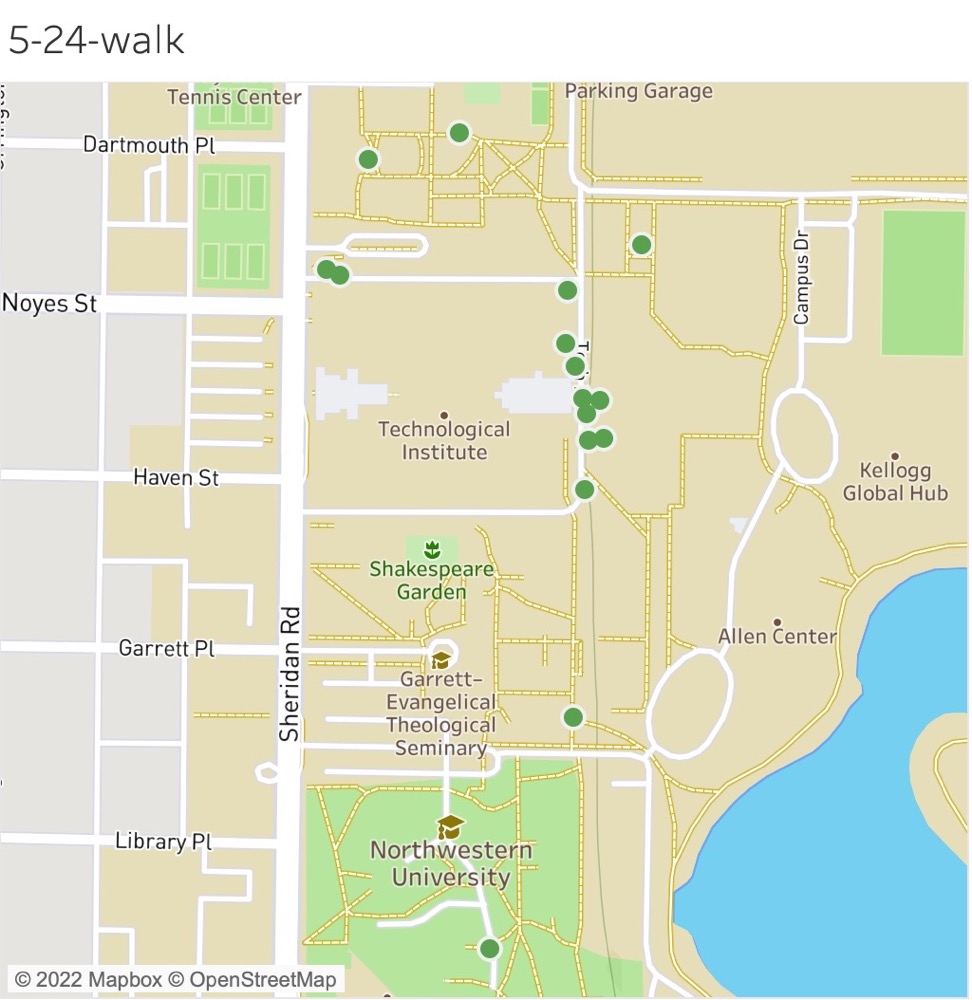 5-24-walk
Tennis Center
Parking Garage
Dartmouth Pl
Campus Dr
Noyes St
Technological
Institute
Haven St
Kellogg
Global Hub
Shakespeare
Garden
Sheridan Rd
Garrett Pl
Allen Center
Garrett–
Evangelical
Theological
Seminary
Library Pl
Northwestern
University
© 2022 Mapbox © OpenStreetMap